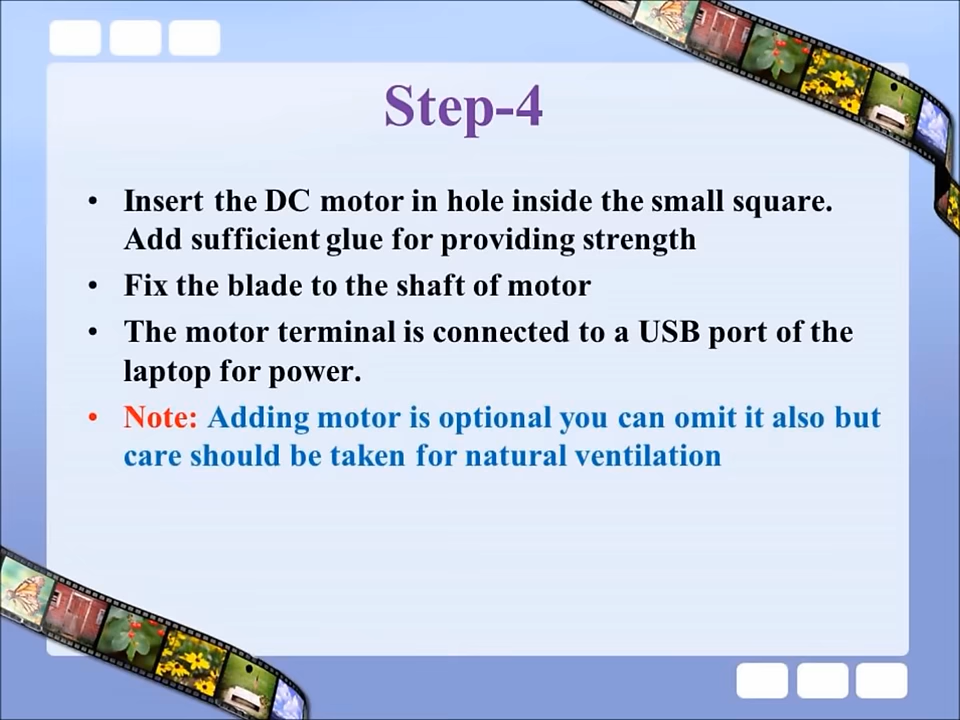 Step-4
• Insert the DC motor in hole inside the small square.
Add sufficient glue for providing strength
• Fix the blade to the shaft of motor
• The motor terminal is connected to a USB port of the
laptop for power.
• Note: Adding motor is optional you can omit it also but
care should be taken for natural ventilation